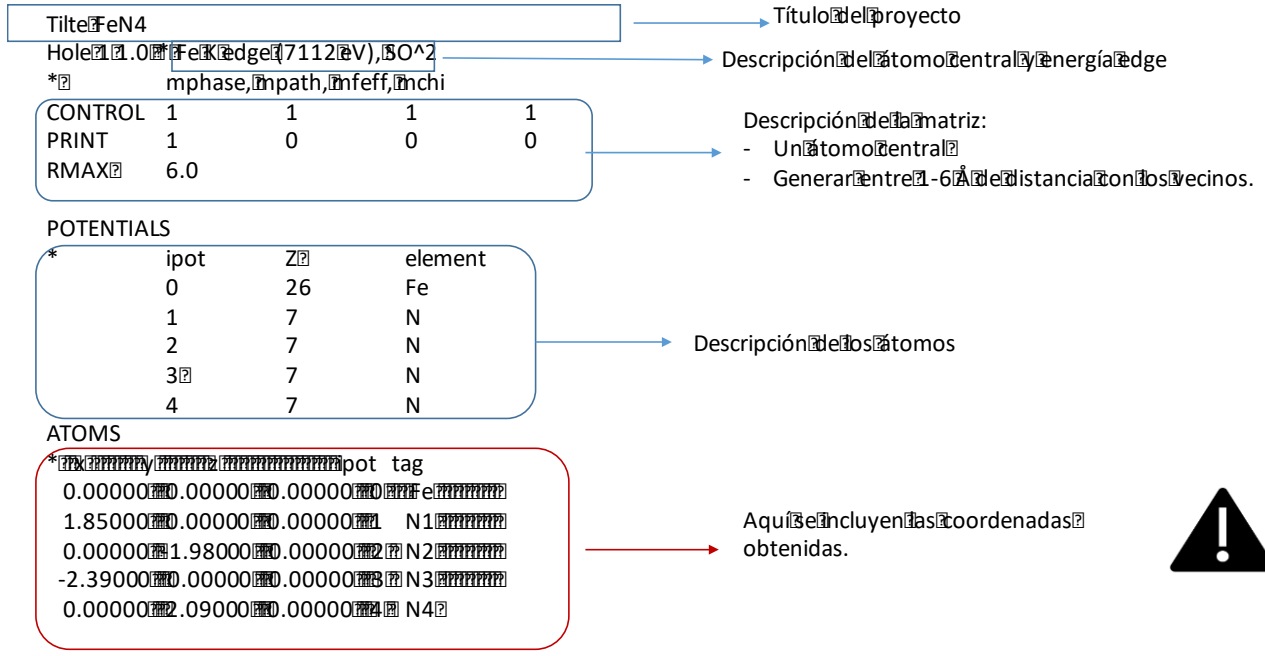 Tilte FeN4
Título del proyecto
Hole 1 1.0 * Fe K edge (7112 eV), SO^2
Descripción del átomo central y energía edge
* mphase, mpath, mfeff, mchi
CONTROL 1 1 1 1
PRINT 1 0 0 0
RMAX 6.0
Descripción de la matriz:
- Un átomo central
- Generar entre 1-6 Å de distancia con los vecinos.
POTENTIALS
* ipot Z element
0 26 Fe
1 7 N
2 7 N
3 7 N
4 7 N
Descripción de los átomos
ATOMS
* x y z ipot tag
0.00000 0.00000 0.00000 0 Fe
1.85000 0.00000 0.00000 1 N1
0.00000 -1.98000 0.00000 2 N2
-2.39000 0.00000 0.00000 3 N3
0.00000 2.09000 0.00000 4 N4
Aquí se incluyen las coordenadas
obtenidas.